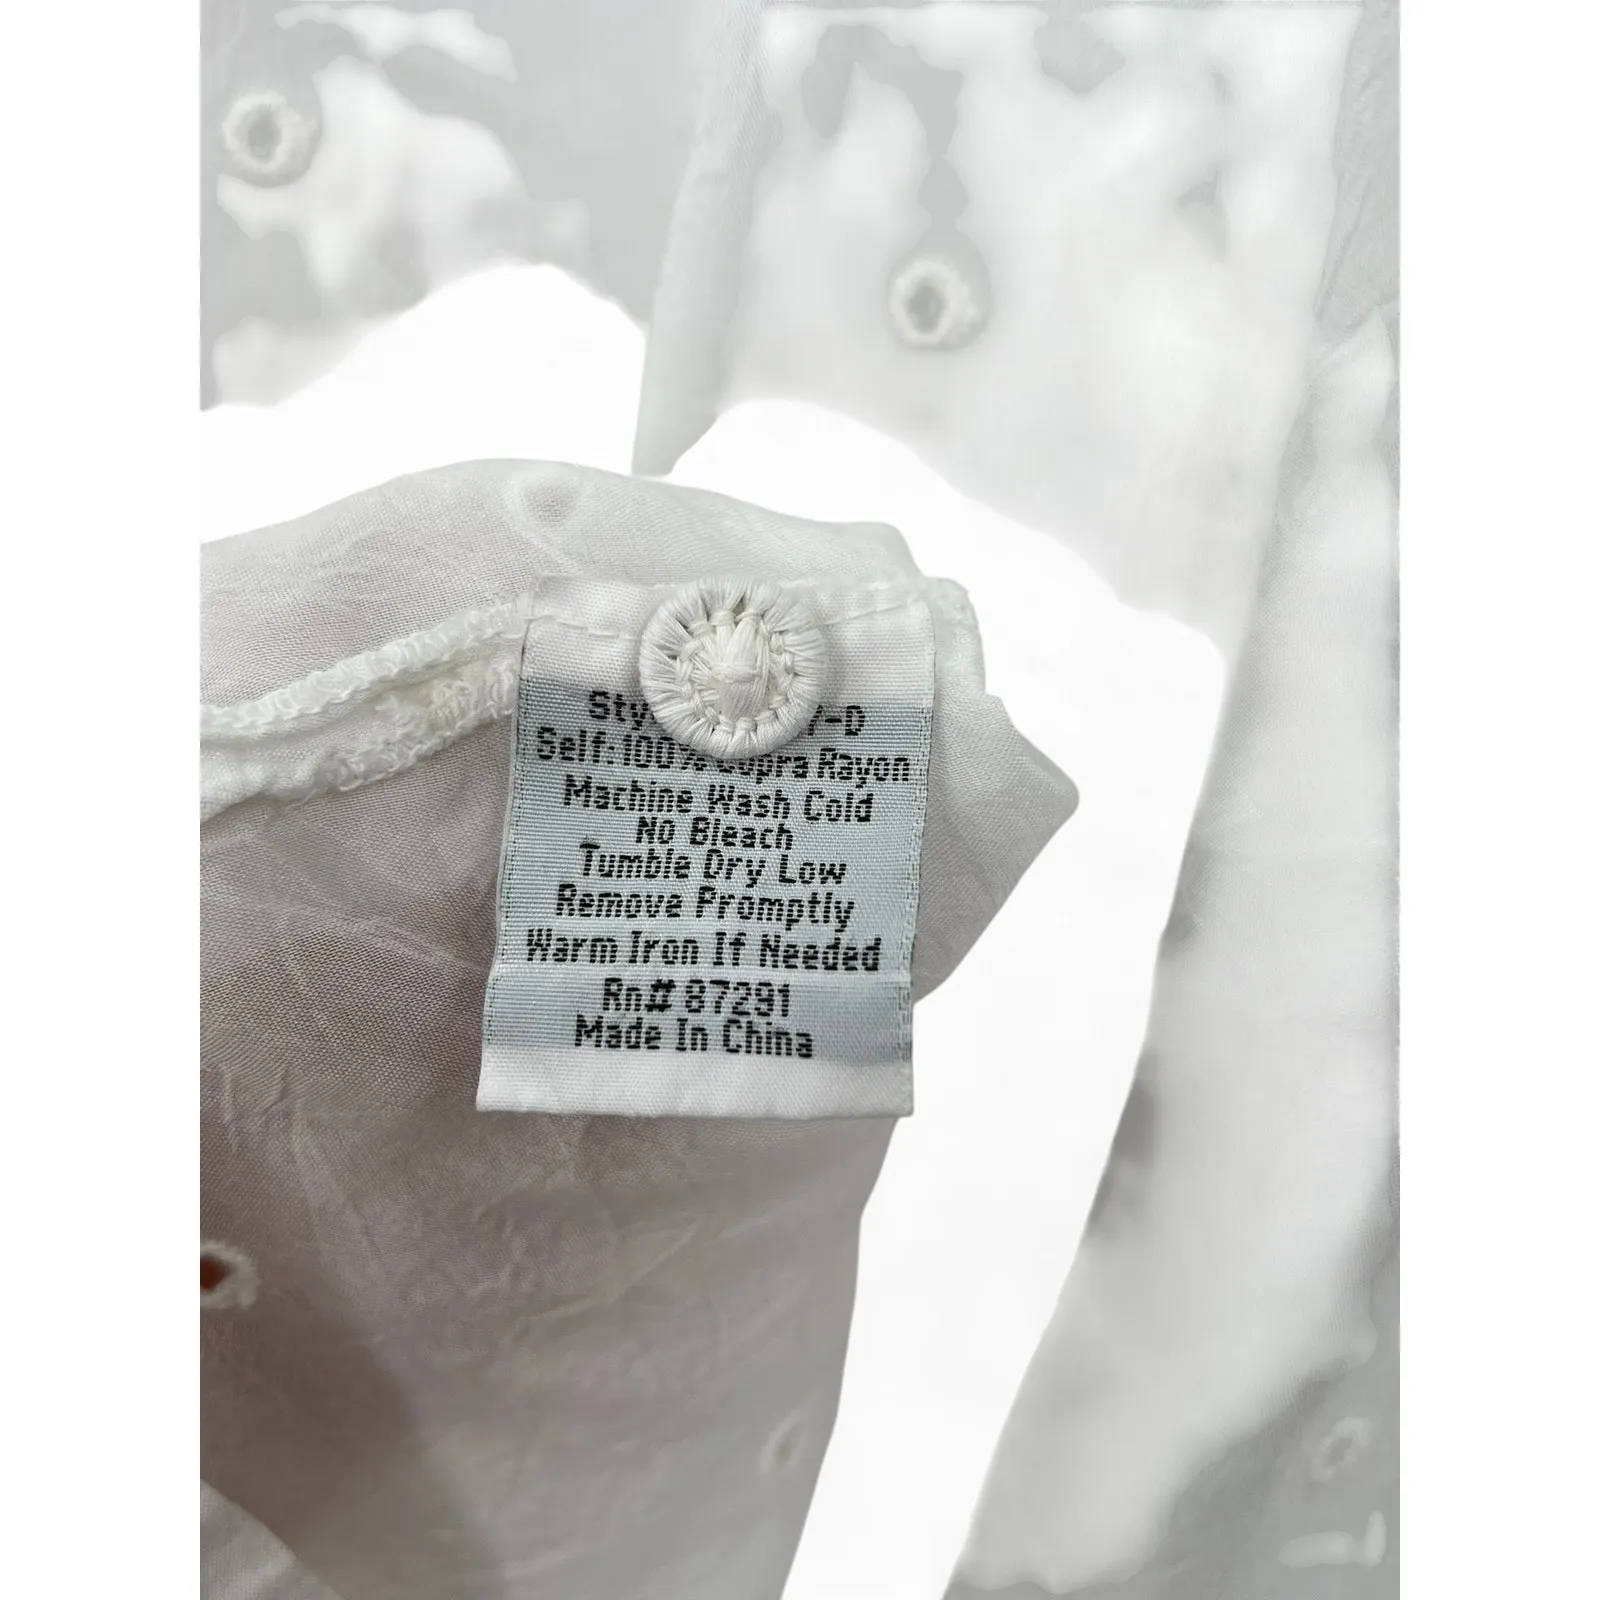 7-D
Self: 100% Cupra Rayon
Machine Wash Cold
No Bleach
Tumble Dry Low
Remove Promptly
Warm Iron If Needed
Rn# 87291
Made In China